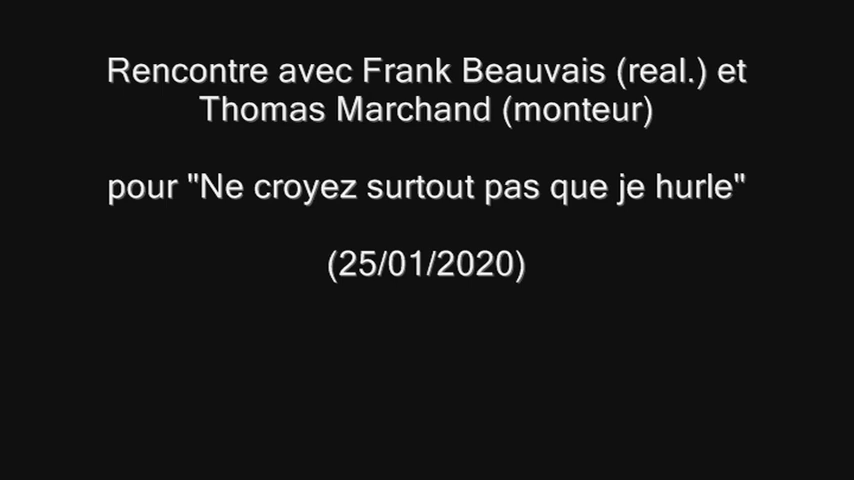 Rencontre avec Frank Beauvais (real.) et
Thomas Marchand (monteur)
pour "Ne croyez surtout pas que je hurle"
(25/01/2020)